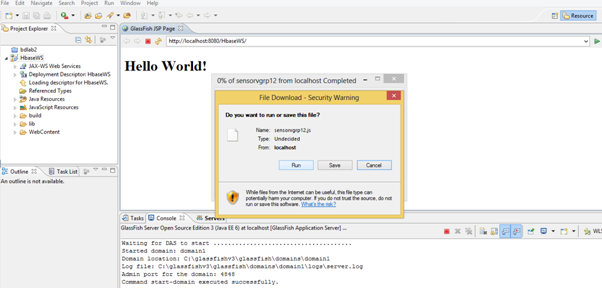 File Edit Navigate Search Project Run Window Help
Resource
Project Explorer
GlassFish JSP Page
http://localhost:8080/HbaseWS/
bdlab2
HbaseWS
JAX-WS Web Services
Deployment Descriptor: HbaseWS
Loading descriptor for HbaseWS.
Referenced Types
Java Resources
JavaScript Resources
build
lib
WebContent
Hello World!
0% of sensorvgrp12 from localhost Completed
File Download - Security Warning
Do you want to run or save this file?
Name: sensorvgrp12.js
Type: Undecided
From: localhost
Run Save Cancel
While files from the Internet can be useful, this file type can
potentially harm your computer. If you do not trust the source, do not
run or save this software. What's the risk?
Outline Task List
An outline is not available.
Tasks Console Servers
GlassFish Server Open Source Edition 3 (Java EE 6) at localhost [GlassFish Application Server] ...
WLS
Waiting for DAS to start ......................................
Started domain: domain1
Domain location: C:\glassfishv3\glassfish\domains\domain1
Log file: C:\glassfishv3\glassfish\domains\domain1\logs\server.log
Admin port for the domain: 4848
Command start-domain executed successfully.